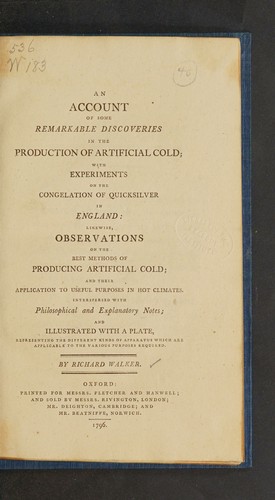 536
W 183
AN
ACCOUNT
OF SOME
REMARKABLE DISCOVERIES
IN THE
PRODUCTION OF ARTIFICIAL COLD;
WITH
EXPERIMENTS
ON THE
CONGELATION OF QUICKSILVER
IN
ENGLAND:
LIKEWISE,
OBSERVATIONS
ON THE
BEST METHODS OF
PRODUCING ARTIFICIAL COLD;
AND THEIR
APPLICATION TO USEFUL PURPOSES IN HOT CLIMATES.
INTERSPERSED WITH
Philosophical and Explanatory Notes;
AND
ILLUSTRATED WITH A PLATE,
REPRESENTING THE DIFFERENT KINDS OF APPARATUS WHICH ARE
APPLICABLE TO THE VARIOUS PURPOSES REQUIRED.
BY RICHARD WALKER.
OXFORD:
PRINTED FOR MESSRS. FLETCHER AND HANWELL;
AND SOLD BY MESSRS. RIVINGTON, LONDON;
MR. DEIGHTON, CAMBRIDGE; AND
MR. BEATNIFFE, NORWICH.
1796.